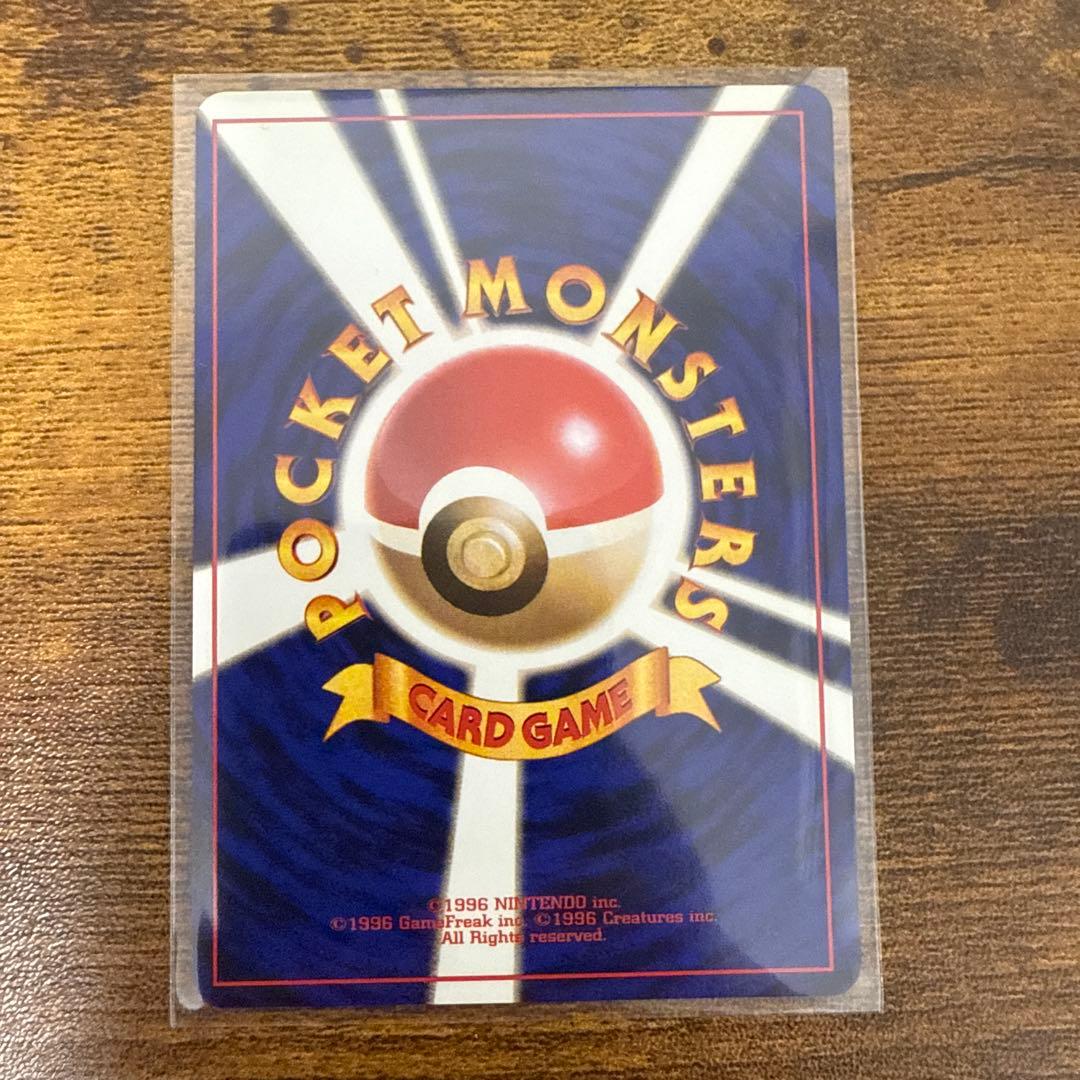 POCKET MONSTERS
CARD GAME
©1996 NINTENDO inc.
©1996 GameFreak inc. ©1996 Creatures inc.
All Rights reserved.